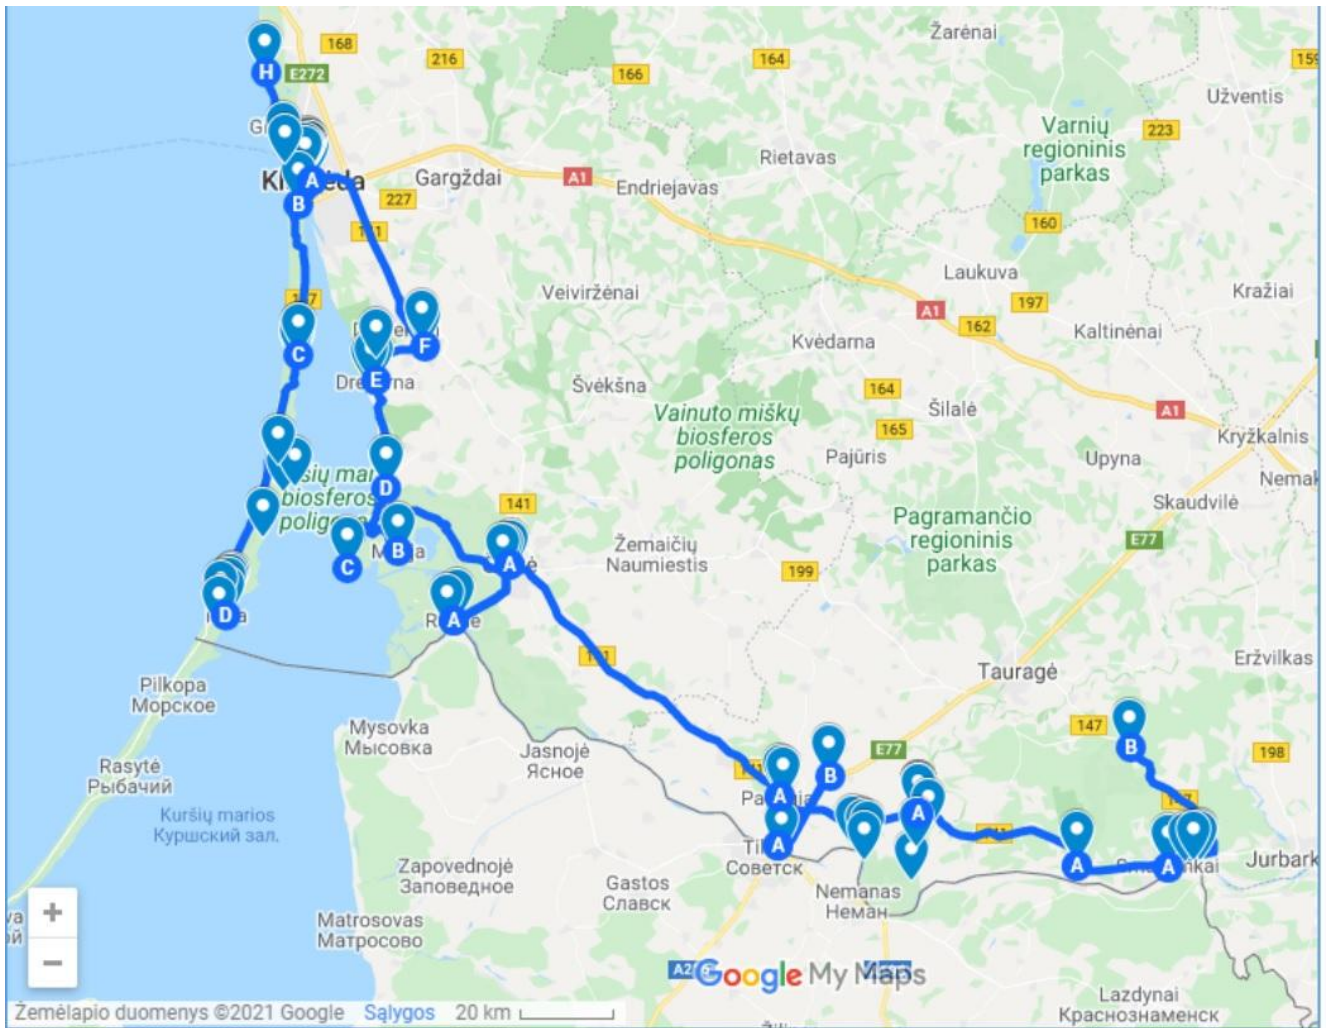 Žarėnai
168
216
164
159
E272
166
H
Užventis
Varnių
regioninis
parkas
223
Rietavas
A
Gargždai
A1
Endriejavas
B
227
160
Laukuva
Veiviržėnai
197
Kražiai
A1
162
Kaltinėnai
Kvėdarna
F
C
E
Švėkšna
164
Šilalė
A1
Vainuto miškų
biosferos
poligonas
165
Kryžkalnis
Pajūris
Upyna
biosferos
D
141
Skaudvilė
Pagramančio
regioninis
parkas
B
Žemaičių
Naumiestis
E77
C
A
199
D
A
Tauragė
Eržvilkas
Pilkopa
Морское
Mysovka
Мысовка
147
Jasnojė
Ясное
E77
B
198
Rasytė
Рыбачий
B
A
Kuršių marios
Куршский зал.
A
A
Советск
Zapovednojė
Заповедное
A
A
Gastos
Славск
Nemanas
Неман
Matrosovas
Матросово
+
−
Google My Maps
Lazdynai
Краснознаменск
Žemėlapio duomenys ©2021 Google Sąlygos 20 km